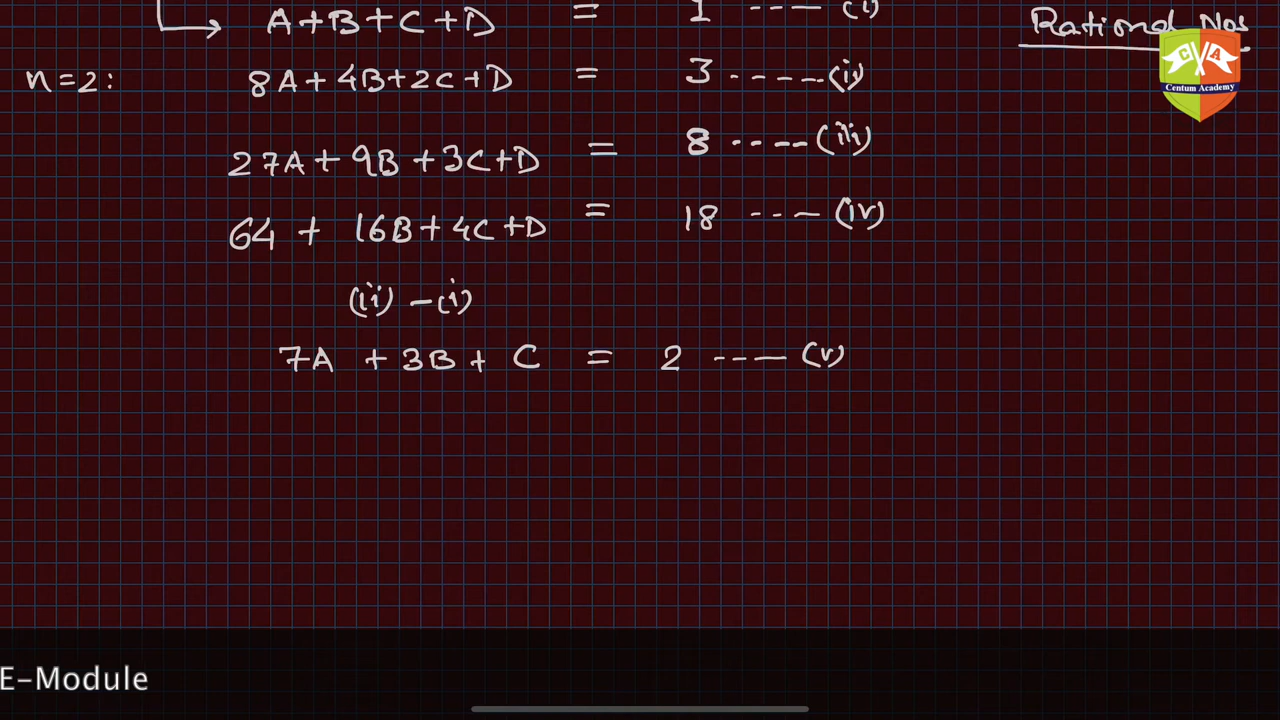 A+B+C+D = 1 ---- (i)
Rational Nos
n=2: 8A+4B+2C+D = 3 -----(ii)
CA
Centum Academy
27A+9B+3C+D = 8 ----(iii)
64 + 16B+4C+D = 18 --- (iv)
(ii) -(i)
7A + 3B + C = 2 ---- (v)
E-Module